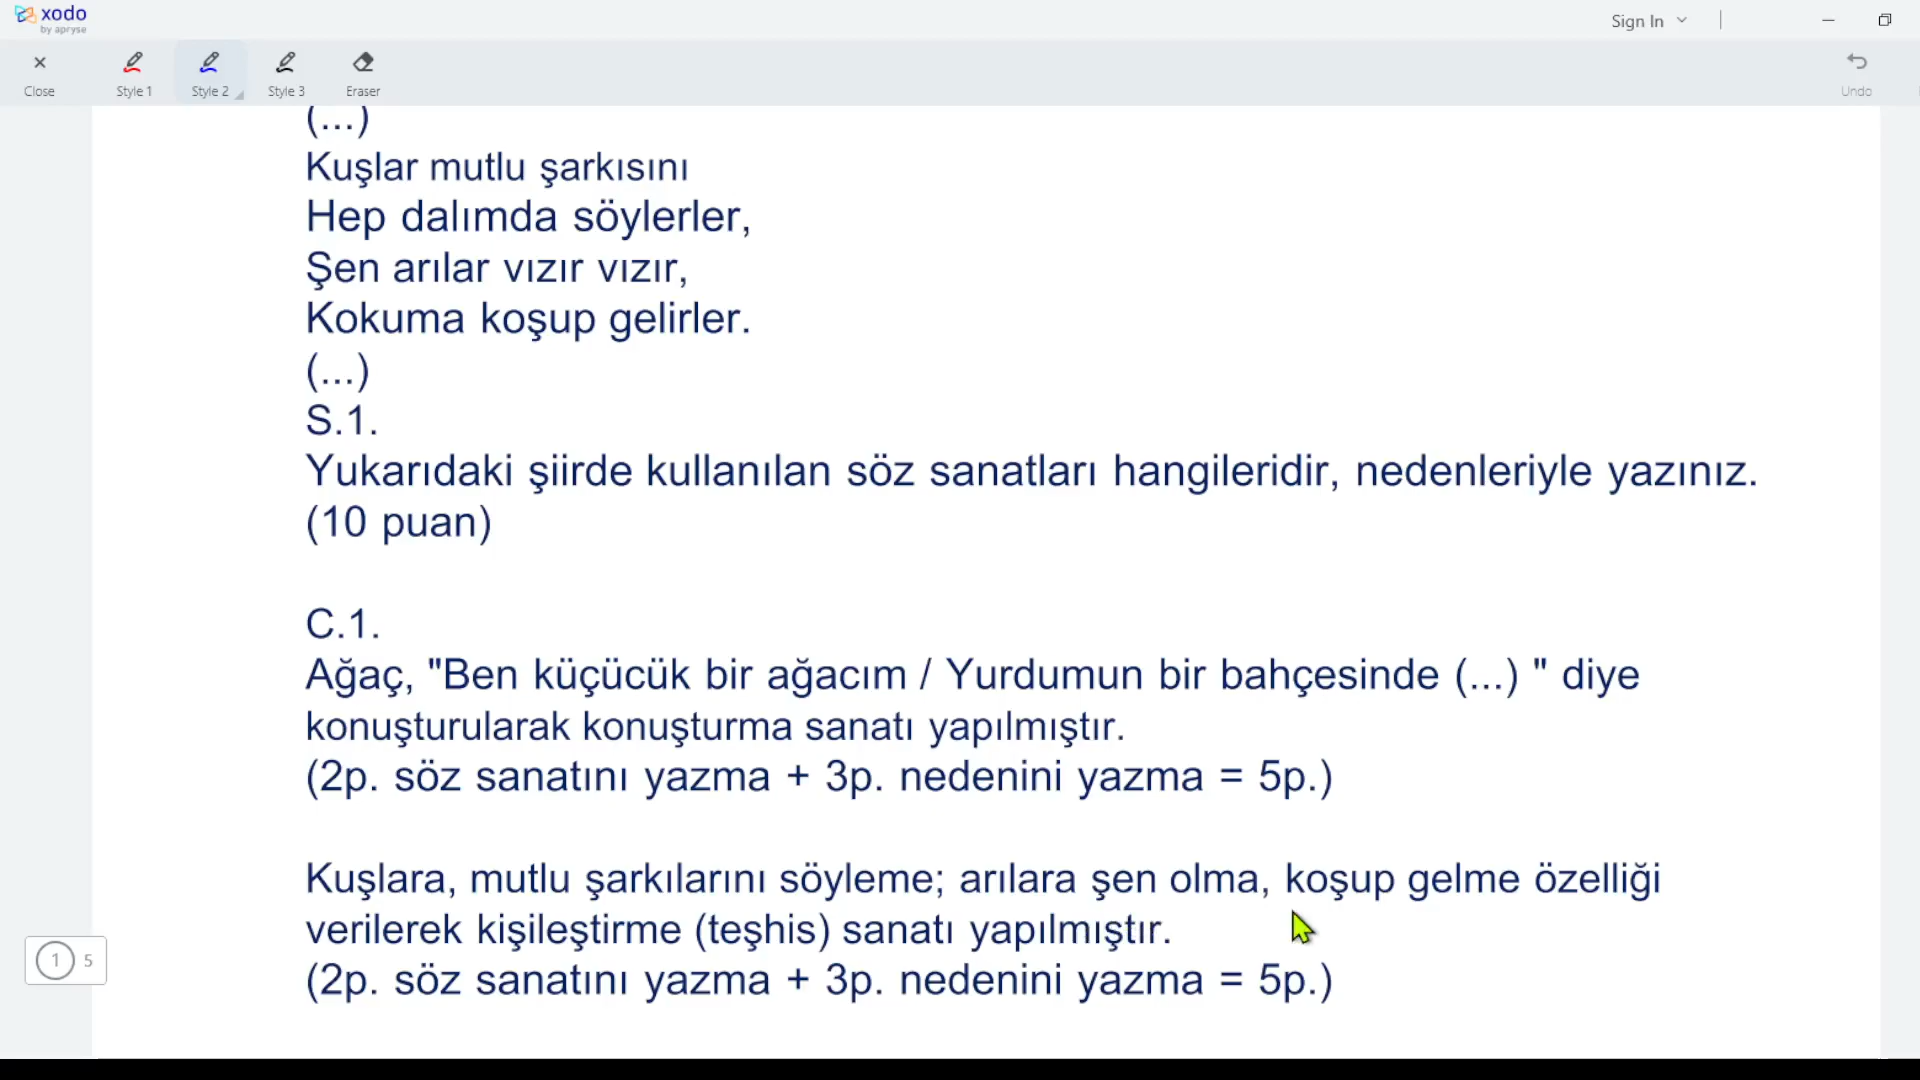 xodo
by apryse
Sign In
Close
Style 1
Style 2
Style 3
Eraser
Undo
(...)
Kuşlar mutlu şarkısını
Hep dalımda söylerler,
Şen arılar vızır vızır,
Kokuma koşup gelirler.
(...)
S.1.
Yukarıdaki şiirde kullanılan söz sanatları hangileridir, nedenleriyle yazınız.
(10 puan)
C.1.
Ağaç, "Ben küçücük bir ağacım / Yurdumun bir bahçesinde (...) " diye
konuşturularak konuşturma sanatı yapılmıştır.
(2p. söz sanatını yazma + 3p. nedenini yazma = 5p.)
Kuşlara, mutlu şarkılarını söyleme; arılara şen olma, koşup gelme özelliği
verilerek kişileştirme (teşhis) sanatı yapılmıştır.
(2p. söz sanatını yazma + 3p. nedenini yazma = 5p.)
1 5